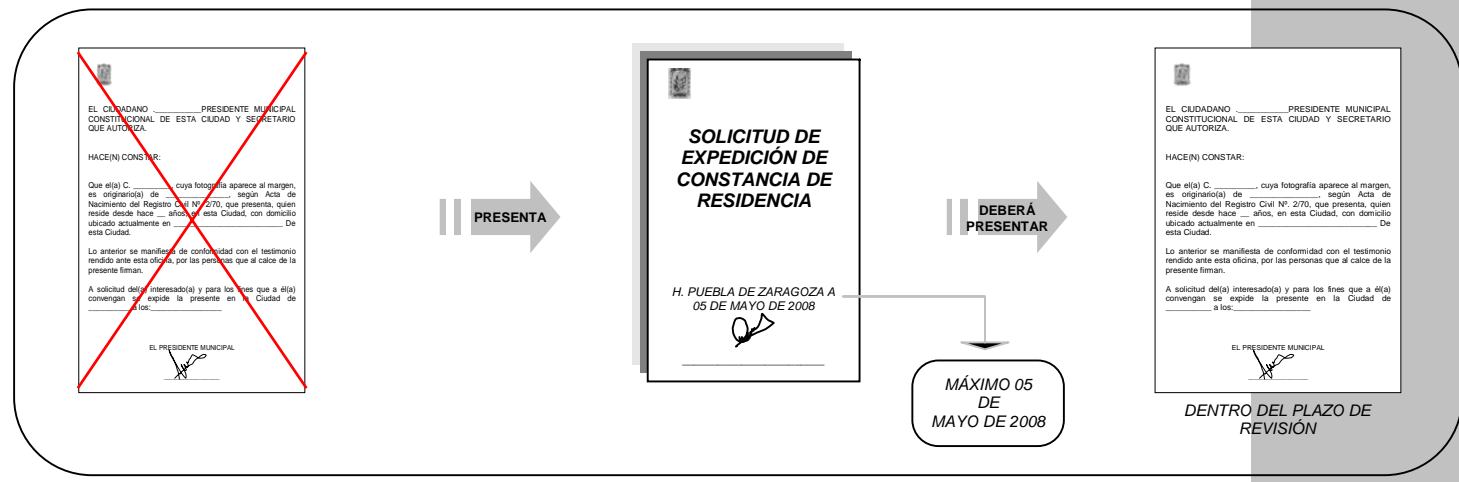 EL CIUDADANO .__________PRESIDENTE MUNICIPAL
CONSTITUCIONAL DE ESTA CIUDAD Y SECRETARIO
QUE AUTORIZA.
HACE(N) CONSTAR:
Que el(a) C. _________, cuya fotografía aparece al margen,
es originario(a) de _______________, según Acta de
Nacimiento del Registro Civil Nº. 2/70, que presenta, quien
reside desde hace __ años, en esta Ciudad, con domicilio
ubicado actualmente en __________________________ De
esta Ciudad.
Lo anterior se manifiesta de conformidad con el testimonio
rendido ante esta oficina, por las personas que al calce de la
presente firman.
A solicitud del(a) interesado(a) y para los fines que a él(a)
convengan se expide la presente en la Ciudad de
__________ a los:_________________
EL PRESIDENTE MUNICIPAL
PRESENTA
SOLICITUD DE
EXPEDICIÓN DE
CONSTANCIA DE
RESIDENCIA
H. PUEBLA DE ZARAGOZA A
05 DE MAYO DE 2008
MÁXIMO 05
DE
MAYO DE 2008
DEBERÁ
PRESENTAR
EL CIUDADANO .___________PRESIDENTE MUNICIPAL
CONSTITUCIONAL DE ESTA CIUDAD Y SECRETARIO
QUE AUTORIZA.
HACE(N) CONSTAR:
Que el(a) C. __________, cuya fotografía aparece al margen,
es originario(a) de ________________, según Acta de
Nacimiento del Registro Civil Nº. 2/70, que presenta, quien
reside desde hace __ años, en esta Ciudad, con domicilio
ubicado actualmente en ____________________________ De
esta Ciudad.
Lo anterior se manifiesta de conformidad con el testimonio
rendido ante esta oficina, por las personas que al calce de la
presente firman.
A solicitud del(a) interesado(a) y para los fines que a él(a)
convengan se expide la presente en la Ciudad de
___________ a los:__________________
EL PRESIDENTE MUNICIPAL
DENTRO DEL PLAZO DE
REVISIÓN